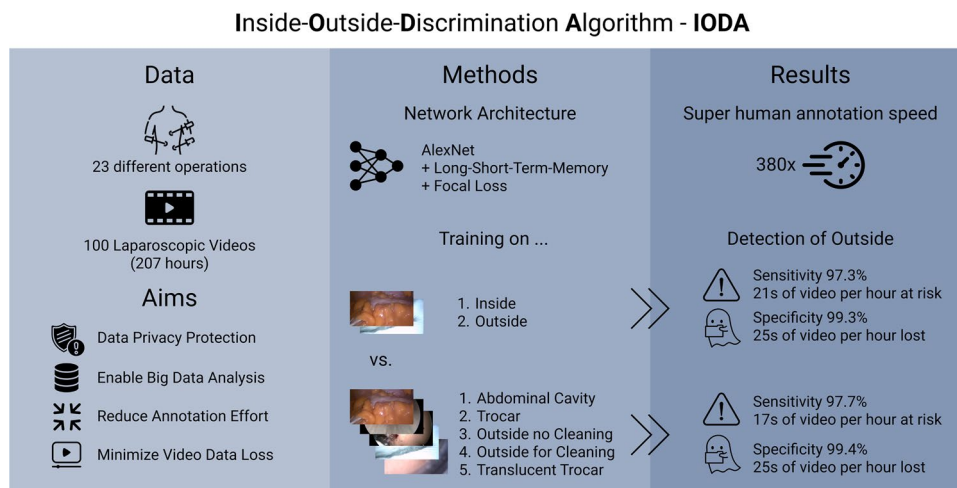 Inside-Outside-Discrimination Algorithm - IODA
Data
23 different operations
100 Laparoscopic Videos
(207 hours)
Aims
Data Privacy Protection
Enable Big Data Analysis
Reduce Annotation Effort
Minimize Video Data Loss
Methods
Network Architecture
AlexNet
+ Long-Short-Term-Memory
+ Focal Loss
Training on ...
1. Inside
2. Outside
vs.
1. Abdominal Cavity
2. Trocar
3. Outside no Cleaning
4. Outside for Cleaning
5. Translucent Trocar
Results
Super human annotation speed
380x
Detection of Outside
Sensitivity 97.3%
21s of video per hour at risk
Specificity 99.3%
25s of video per hour lost
Sensitivity 97.7%
17s of video per hour at risk
Specificity 99.4%
25s of video per hour lost